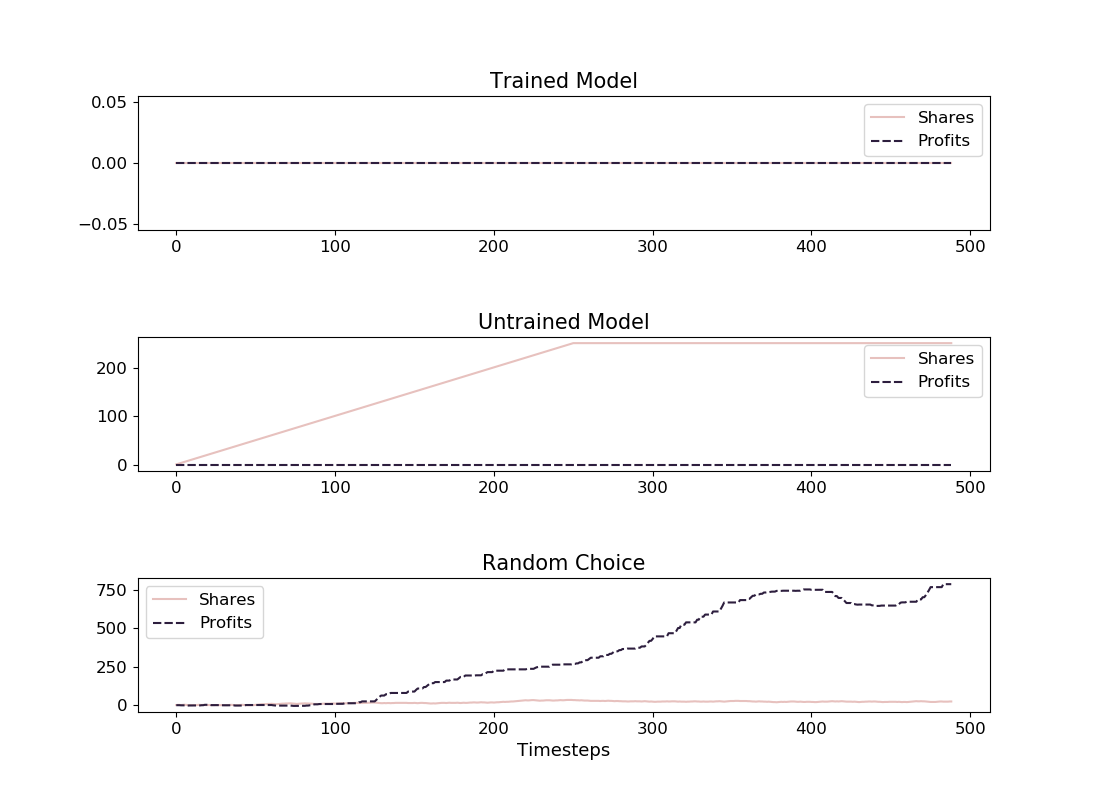 Trained Model
0.05
0.00
−0.05
Shares
Profits
0 100 200 300 400 500
Untrained Model
200
100
0
Shares
Profits
0 100 200 300 400 500
Random Choice
750
500
250
0
Shares
Profits
0 100 200 300 400 500
Timesteps